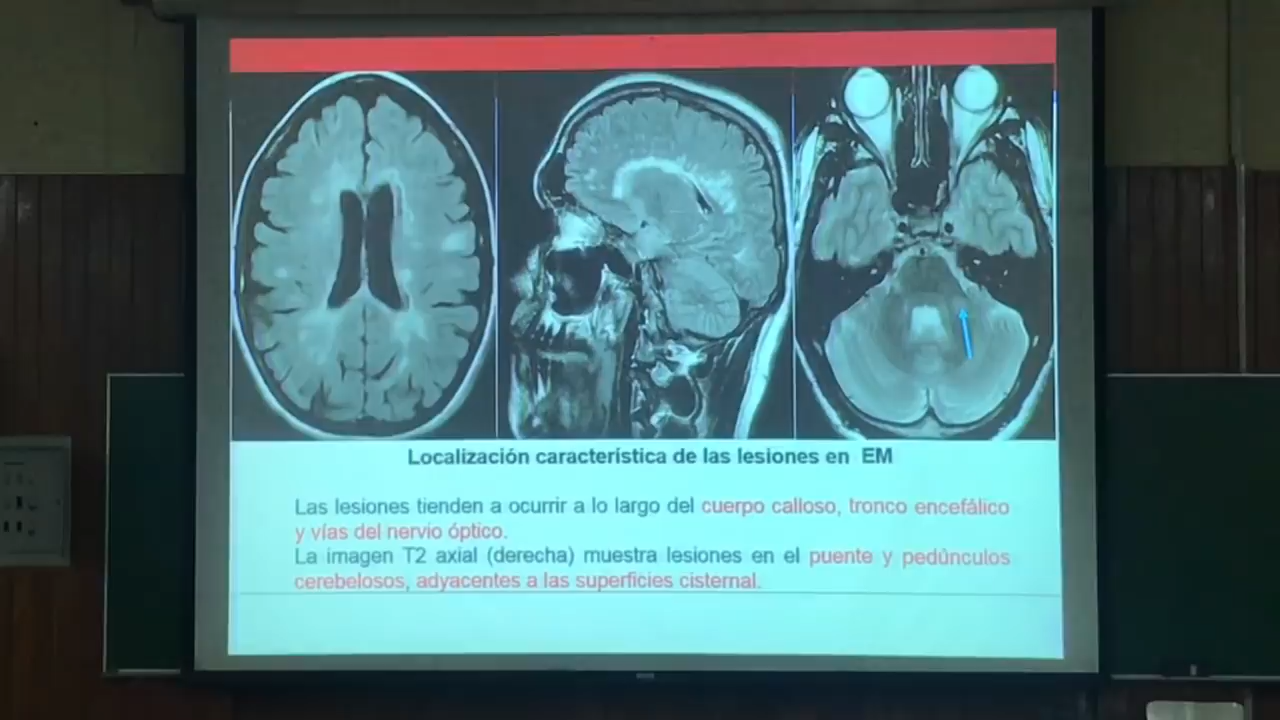 Localización característica de las lesiones en EM
Las lesiones tienden a ocurrir a lo largo del cuerpo calloso, tronco encefálico
y vías del nervio óptico.
La imagen T2 axial (derecha) muestra lesiones en el puente y pedúnculos
cerebelosos, adyacentes a las superficies cisternal.